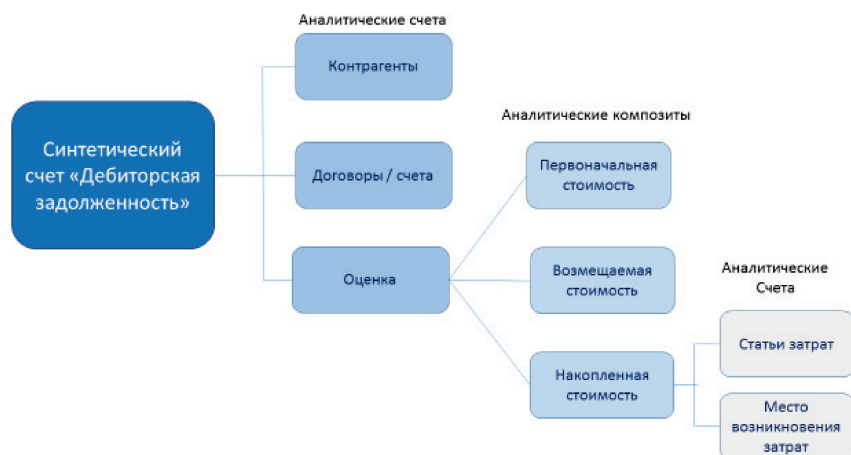 Аналитические счета
Контрагенты
Синтетический
счет «Дебиторская
задолженность»
Договоры / счета
Оценка
Аналитические композиты
Первоначальная
стоимость
Возмещаемая
стоимость
Накопленная
стоимость
Аналитические
Счета
Статьи затрат
Место
возникновения
затрат